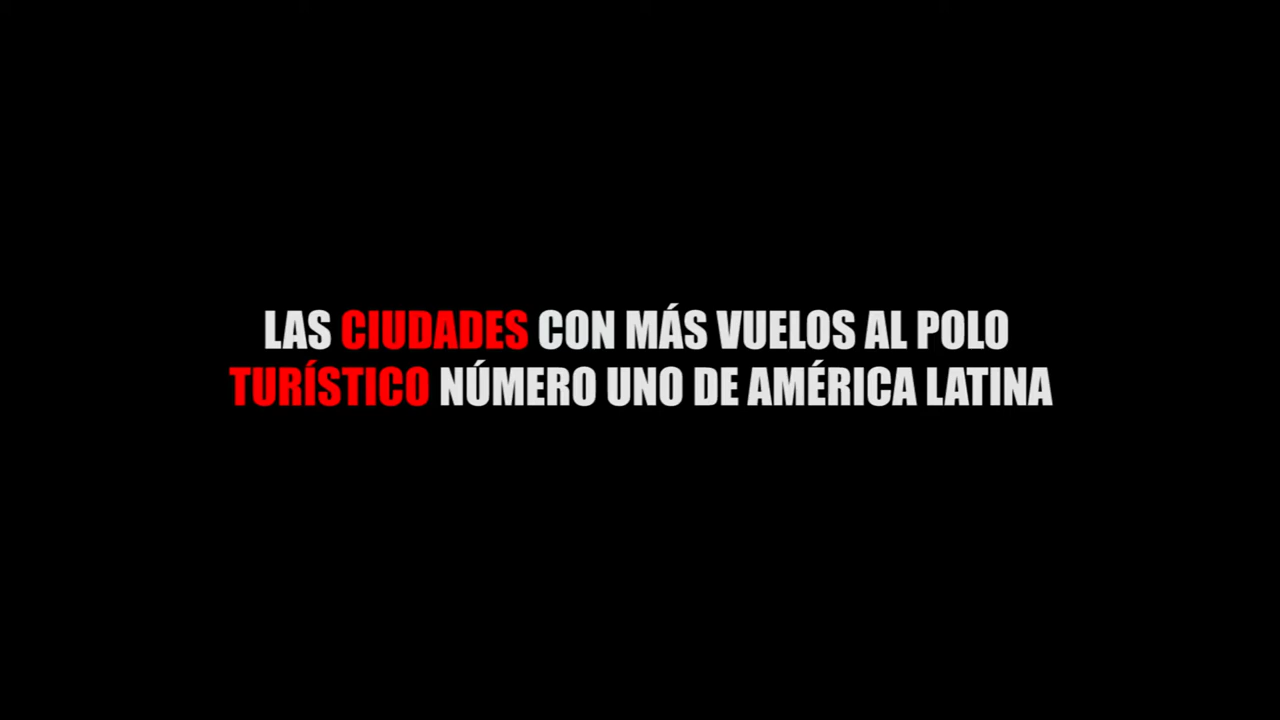 LAS CIUDADES CON MÁS VUELOS AL POLO
TURÍSTICO NÚMERO UNO DE AMÉRICA LATINA